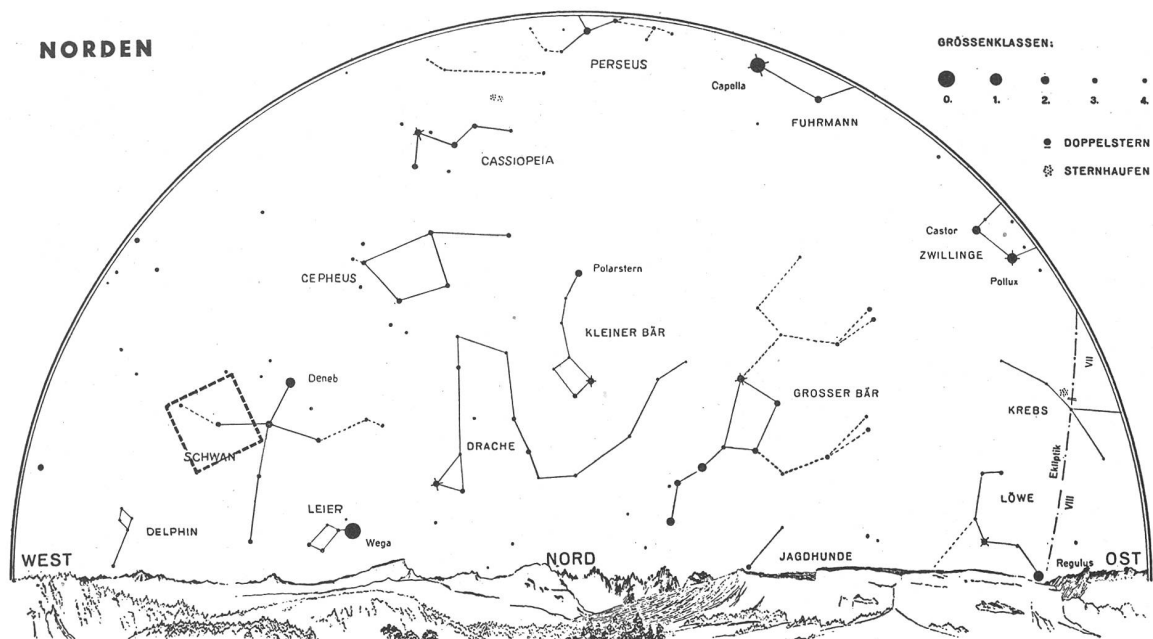 NORDEN
GRÖSSENKLASSEN:
0. 1. 2. 3. 4.
DOPPELSTERN
STERNHAUFEN
PERSEUS
Capella
FUHRMANN
CASSIOPEIA
Castor
ZWILLINGE
Pollux
CEPHEUS
Polarstern
KLEINER BÄR
VII
Deneb
GROSSER BÄR
KREBS
SCHWAN
DRACHE
Ekliptik
VIII
LÖWE
LEIER
DELPHIN
Wega
JAGDHUNDE
Regulus
WEST
NORD
OST